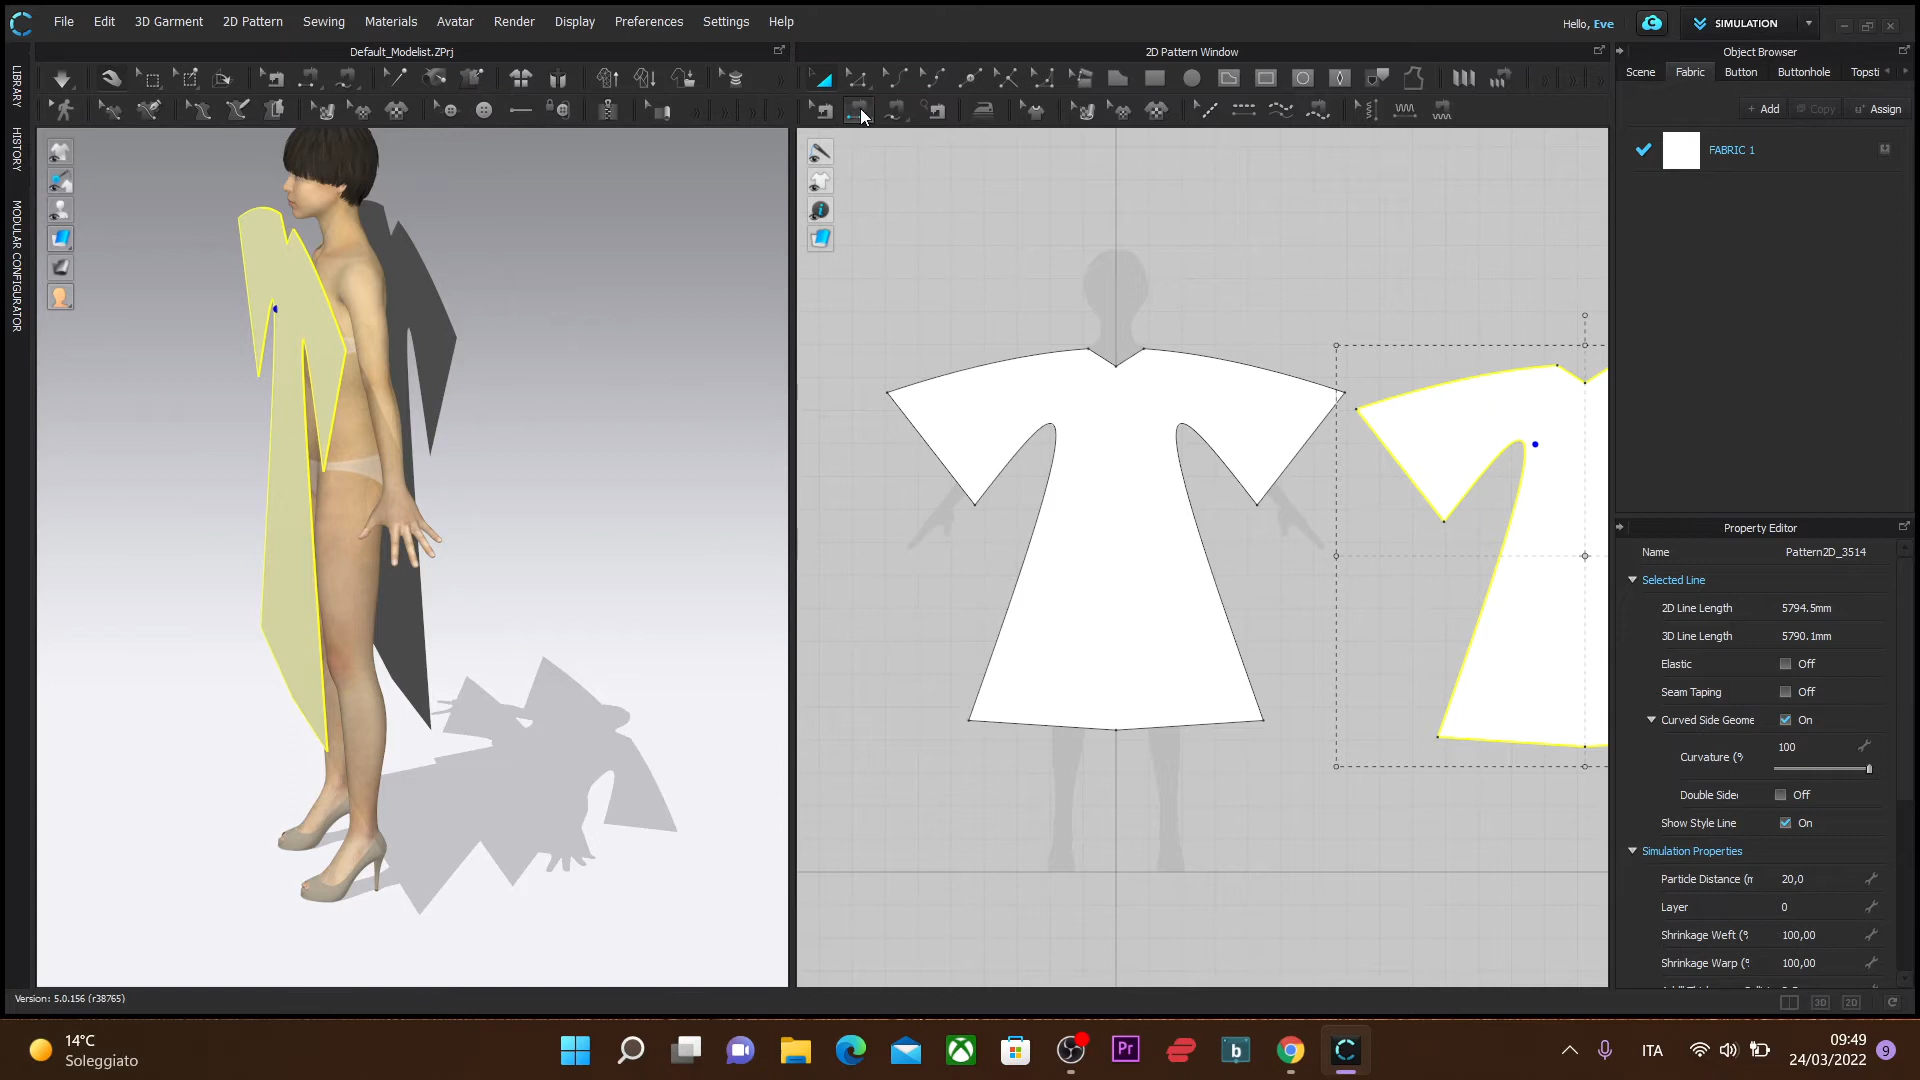 File Edit 3D Garment 2D Pattern Sewing Materials Avatar Render Display Preferences Settings Help
Hello, Eve
SIMULATION
Default_Modelist.ZPrj
2D Pattern Window
Object Browser
Scene Fabric Button Buttonhole Topsti
+ Add Copy Assign
FABRIC 1
LIBRARY
HISTORY
MODULAR CONFIGURATOR
Property Editor
Name Pattern2D_3514
Selected Line
2D Line Length 5794.5mm
3D Line Length 5790.1mm
Elastic Off
Seam Taping Off
Curved Side Geome On
Curvature (% 100
Double Side Off
Show Style Line On
Simulation Properties
Particle Distance (m 20,0
Layer 0
Shrinkage Weft (% 100,00
Shrinkage Warp (% 100,00
Version: 5.0.156 (r38765)
3D 2D
14°C
Soleggiato
Pr
b
ITA
09:49
24/03/2022
9